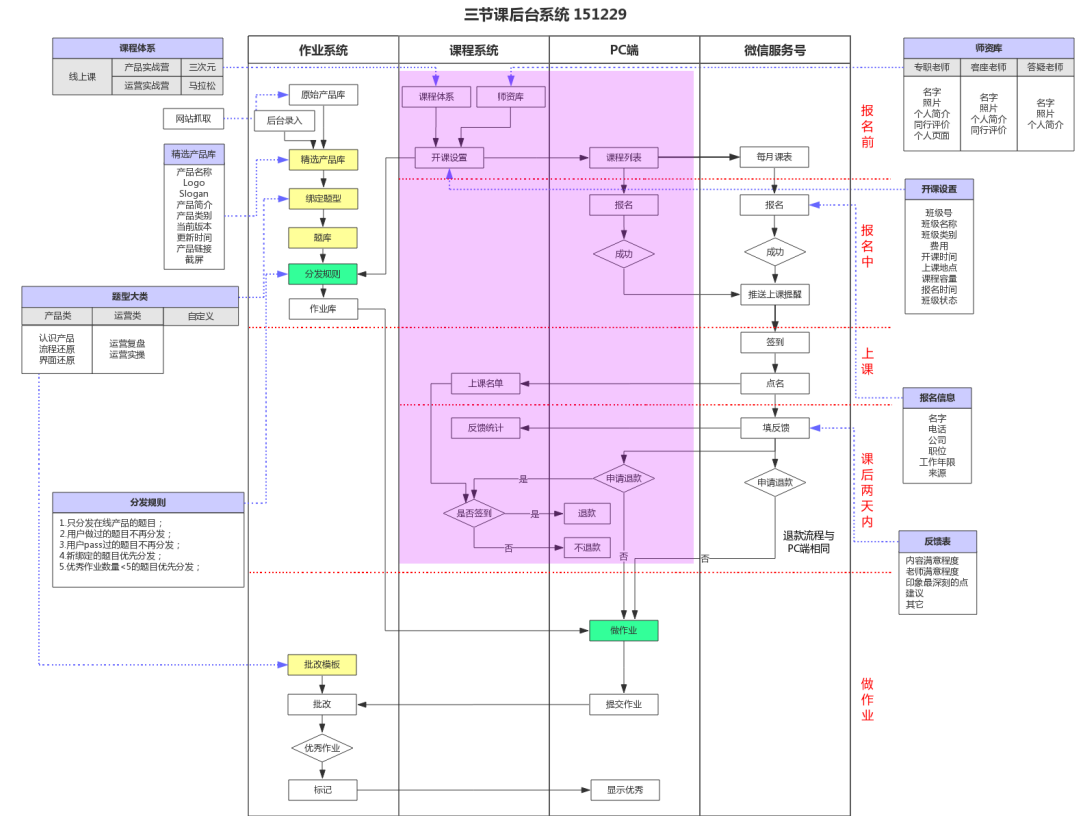 三节课后台系统 151229
课程体系
线上课
产品实战营
三次元
运营实战营
马拉松
网站抓取
精选产品库
产品名称
Logo
Slogan
产品简介
产品类别
当前版本
更新时间
产品链接
截屏
题型大类
产品类
运营类
自定义
认识产品
流程还原
界面还原
运营复盘
运营实操
分发规则
1.只分发在线产品的题目；
2.用户做过的题目不再分发；
3.用户pass过的题目不再分发；
4.新绑定的题目优先分发；
5.优秀作业数量<5的题目优先分发；
作业系统
原始产品库
后台录入
精选产品库
绑定题型
题库
分发规则
作业库
批改模板
批改
优秀作业
标记
课程系统
课程体系
师资库
开课设置
上课名单
反馈统计
是
是否签到
是
否
PC端
课程列表
报名
成功
申请退款
退款
不退款
否
做作业
提交作业
显示优秀
微信服务号
每月课表
报名
成功
推送上课提醒
签到
点名
填反馈
申请退款
退款流程与
PC端相同
否
报名前
报名中
上课
课后两天内
做作业
师资库
专职老师
客座老师
答疑老师
名字
照片
个人简介
同行评价
个人页面
名字
照片
个人简介
同行评价
名字
照片
个人简介
开课设置
班级号
班级名称
班级类别
费用
开课时间
上课地点
课程容量
报名时间
班级状态
报名信息
名字
电话
公司
职位
工作年限
来源
反馈表
内容满意程度
老师满意程度
印象最深刻的点
建议
其它